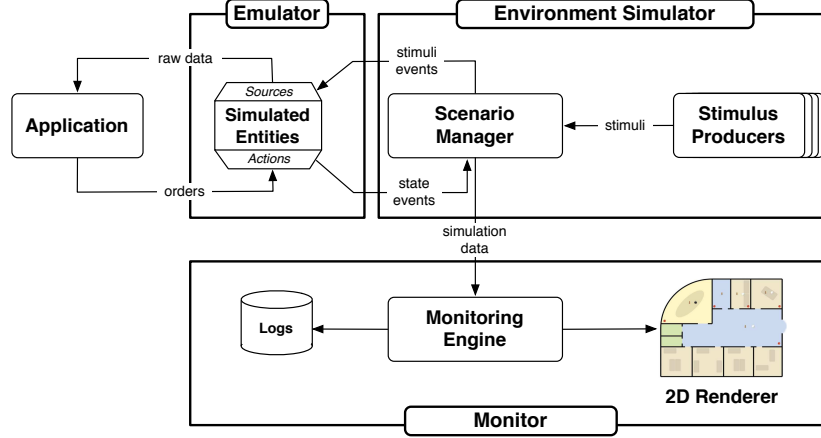 Emulator
Environment Simulator
raw data
stimuli
events
Sources
Simulated
Entities
Actions
Application
Scenario
Manager
stimuli
Stimulus
Producers
orders
state
events
simulation
data
Logs
Monitoring
Engine
2D Renderer
Monitor